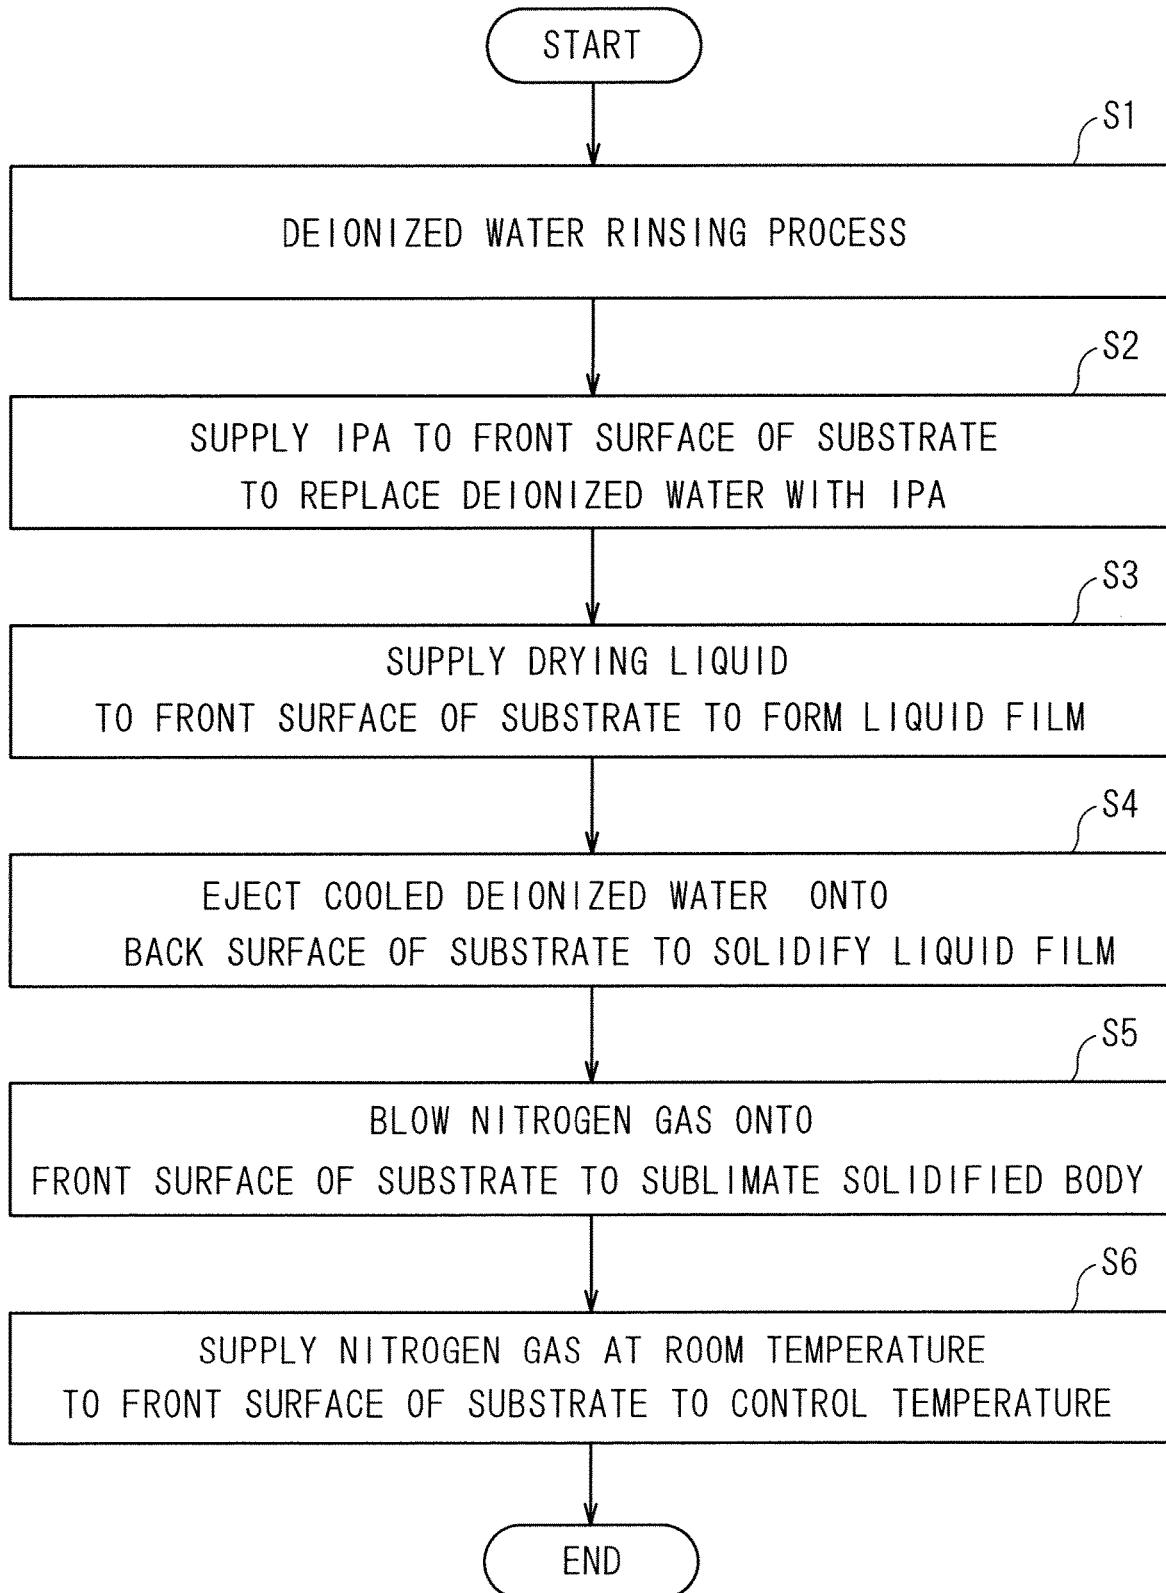 START
S1
DEIONIZED WATER RINSING PROCESS
S2
SUPPLY IPA TO FRONT SURFACE OF SUBSTRATE
TO REPLACE DEIONIZED WATER WITH IPA
S3
SUPPLY DRYING LIQUID
TO FRONT SURFACE OF SUBSTRATE TO FORM LIQUID FILM
S4
EJECT COOLED DEIONIZED WATER ONTO
BACK SURFACE OF SUBSTRATE TO SOLIDIFY LIQUID FILM
S5
BLOW NITROGEN GAS ONTO
FRONT SURFACE OF SUBSTRATE TO SUBLIMATE SOLIDIFIED BODY
S6
SUPPLY NITROGEN GAS AT ROOM TEMPERATURE
TO FRONT SURFACE OF SUBSTRATE TO CONTROL TEMPERATURE
END